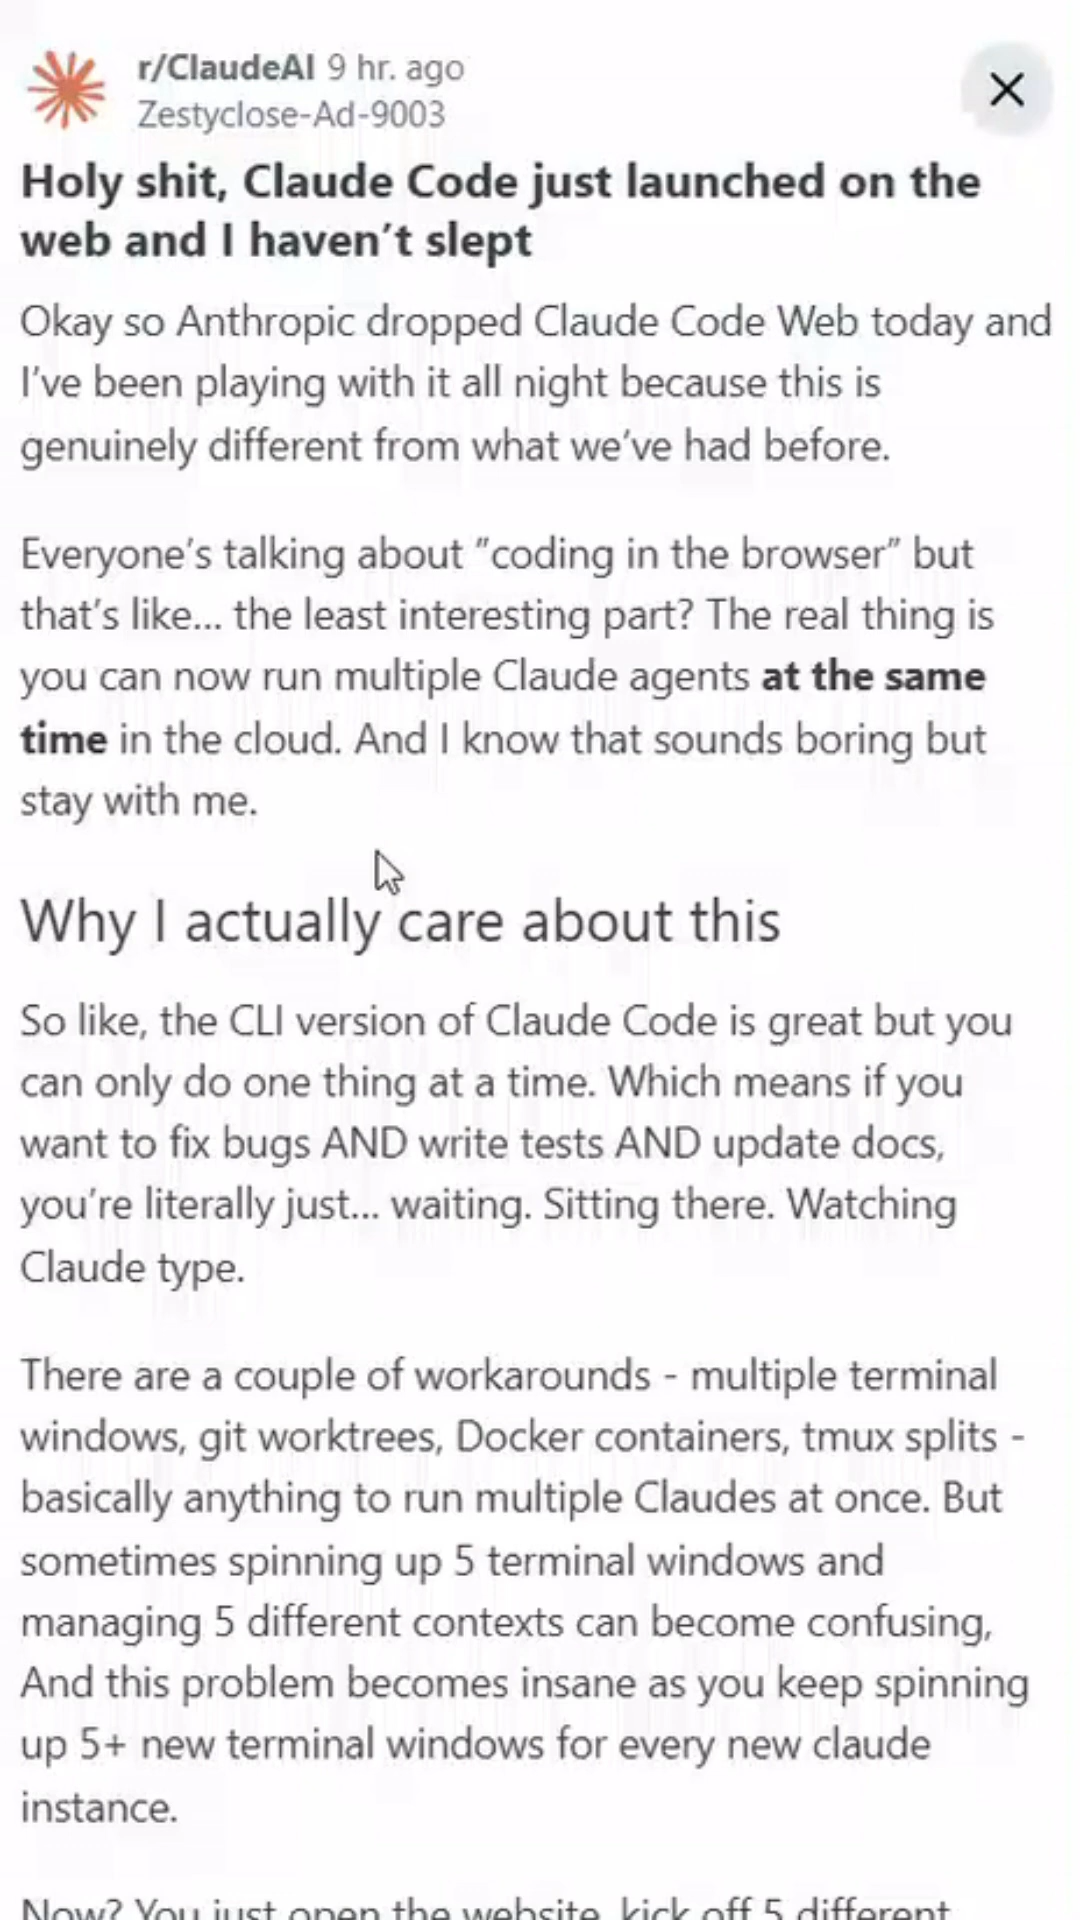 r/ClaudeAI 9 hr. ago
Zestyclose-Ad-9003
Holy shit, Claude Code just launched on the
web and I haven’t slept
Okay so Anthropic dropped Claude Code Web today and
I’ve been playing with it all night because this is
genuinely different from what we’ve had before.
Everyone’s talking about ”coding in the browser” but
that’s like... the least interesting part? The real thing is
you can now run multiple Claude agents at the same
time in the cloud. And I know that sounds boring but
stay with me.
Why I actually care about this
So like, the CLI version of Claude Code is great but you
can only do one thing at a time. Which means if you
want to fix bugs AND write tests AND update docs,
you’re literally just... waiting. Sitting there. Watching
Claude type.
There are a couple of workarounds - multiple terminal
windows, git worktrees, Docker containers, tmux splits -
basically anything to run multiple Claudes at once. But
sometimes spinning up 5 terminal windows and
managing 5 different contexts can become confusing,
And this problem becomes insane as you keep spinning
up 5+ new terminal windows for every new claude
instance.
Now? You just open the website, kick off 5 different